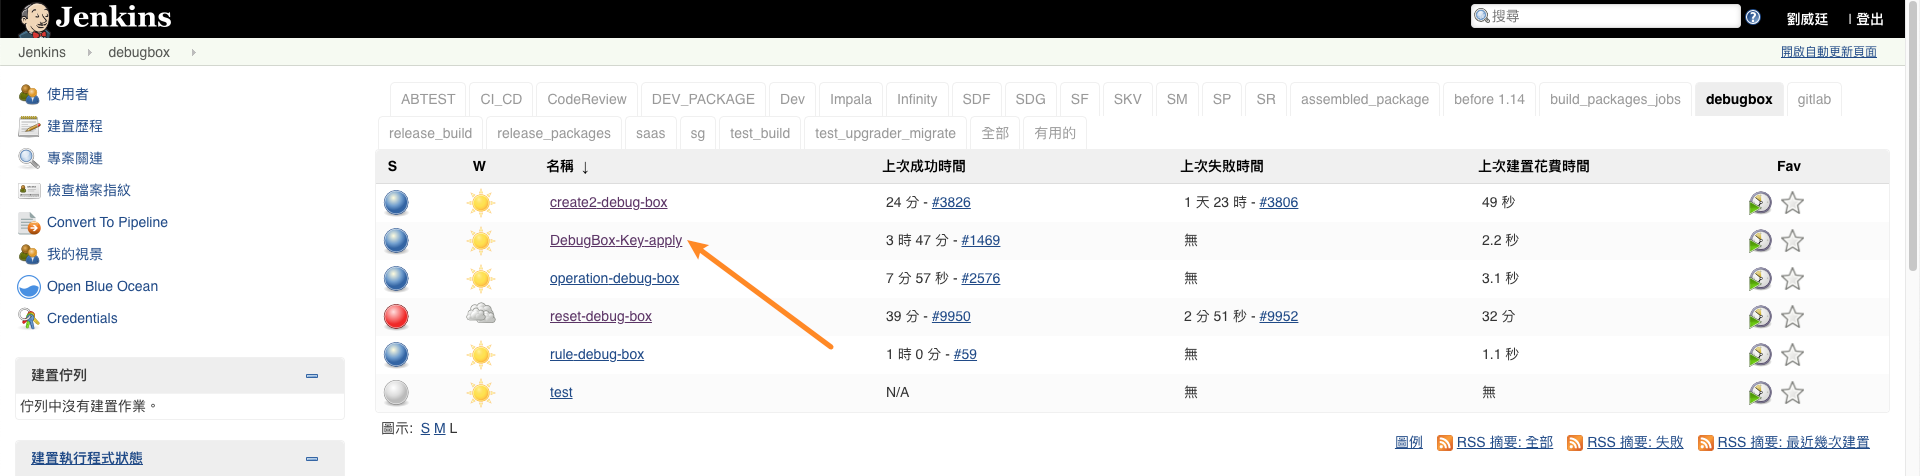 Jenkins
搜尋
劉威廷 | 登出
Jenkins debugbox
開啟自動更新頁面
使用者
建置歷程
專案關連
檢查檔案指紋
Convert To Pipeline
我的視景
Open Blue Ocean
Credentials
建置佇列
佇列中沒有建置作業。
建置執行程式狀態
ABTEST CI_CD CodeReview DEV_PACKAGE Dev Impala Infinity SDF SDG SF SKV SM SP SR assembled_package before 1.14 build_packages_jobs debugbox gitlab
release_build release_packages saas sg test_build test_upgrader_migrate 全部 有用的
S W 名稱 ↓ 上次成功時間 上次失敗時間 上次建置花費時間 Fav
create2-debug-box 24 分 - #3826 1 天 23 時 - #3806 49 秒
DebugBox-Key-apply 3 時 47 分 - #1469 無 2.2 秒
operation-debug-box 7 分 57 秒 - #2576 無 3.1 秒
reset-debug-box 39 分 - #9950 2 分 51 秒 - #9952 32 分
rule-debug-box 1 時 0 分 - #59 無 1.1 秒
test N/A 無 無
圖示: S M L
圖例 RSS 摘要: 全部 RSS 摘要: 失敗 RSS 摘要: 最近幾次建置